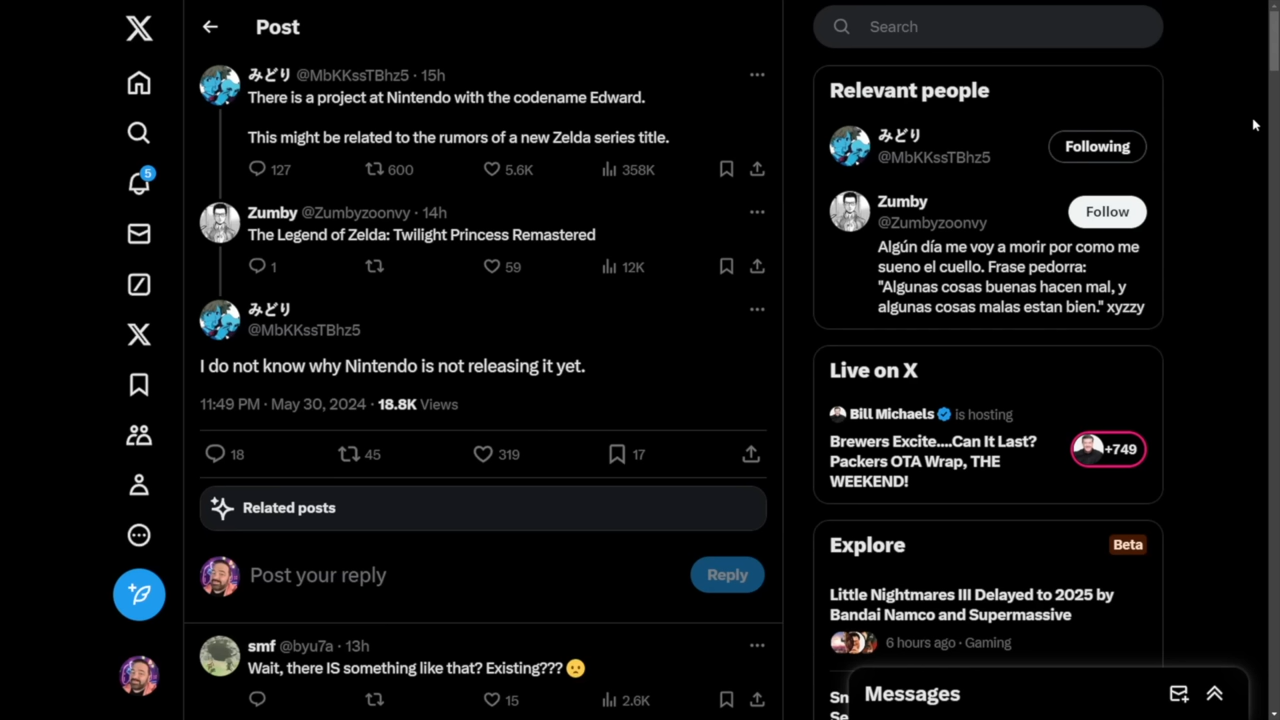 Post
みどり @MbKKssTBhz5 · 15h
There is a project at Nintendo with the codename Edward.
This might be related to the rumors of a new Zelda series title.
127 600 5.6K 358K
Zumby @Zumbyzoonvy · 14h
The Legend of Zelda: Twilight Princess Remastered
1 59 12K
みどり
@MbKKssTBhz5
I do not know why Nintendo is not releasing it yet.
11:49 PM · May 30, 2024 · 18.8K Views
18 45 319 17
Related posts
Post your reply
Reply
smf @byu7a · 13h
Wait, there IS something like that? Existing??? 😟
15 2.6K
5
Search
Relevant people
みどり
@MbKKssTBhz5
Following
Zumby
@Zumbyzoonvy
Follow
Algún día me voy a morir por como me
sueno el cuello. Frase pedorra:
"Algunas cosas buenas hacen mal, y
algunas cosas malas estan bien." xyzzy
Live on X
Bill Michaels is hosting
Brewers Excite....Can It Last?
Packers OTA Wrap, THE
WEEKEND!
+749
Explore
Beta
Little Nightmares III Delayed to 2025 by
Bandai Namco and Supermassive
6 hours ago · Gaming
Sn
Se
Messages